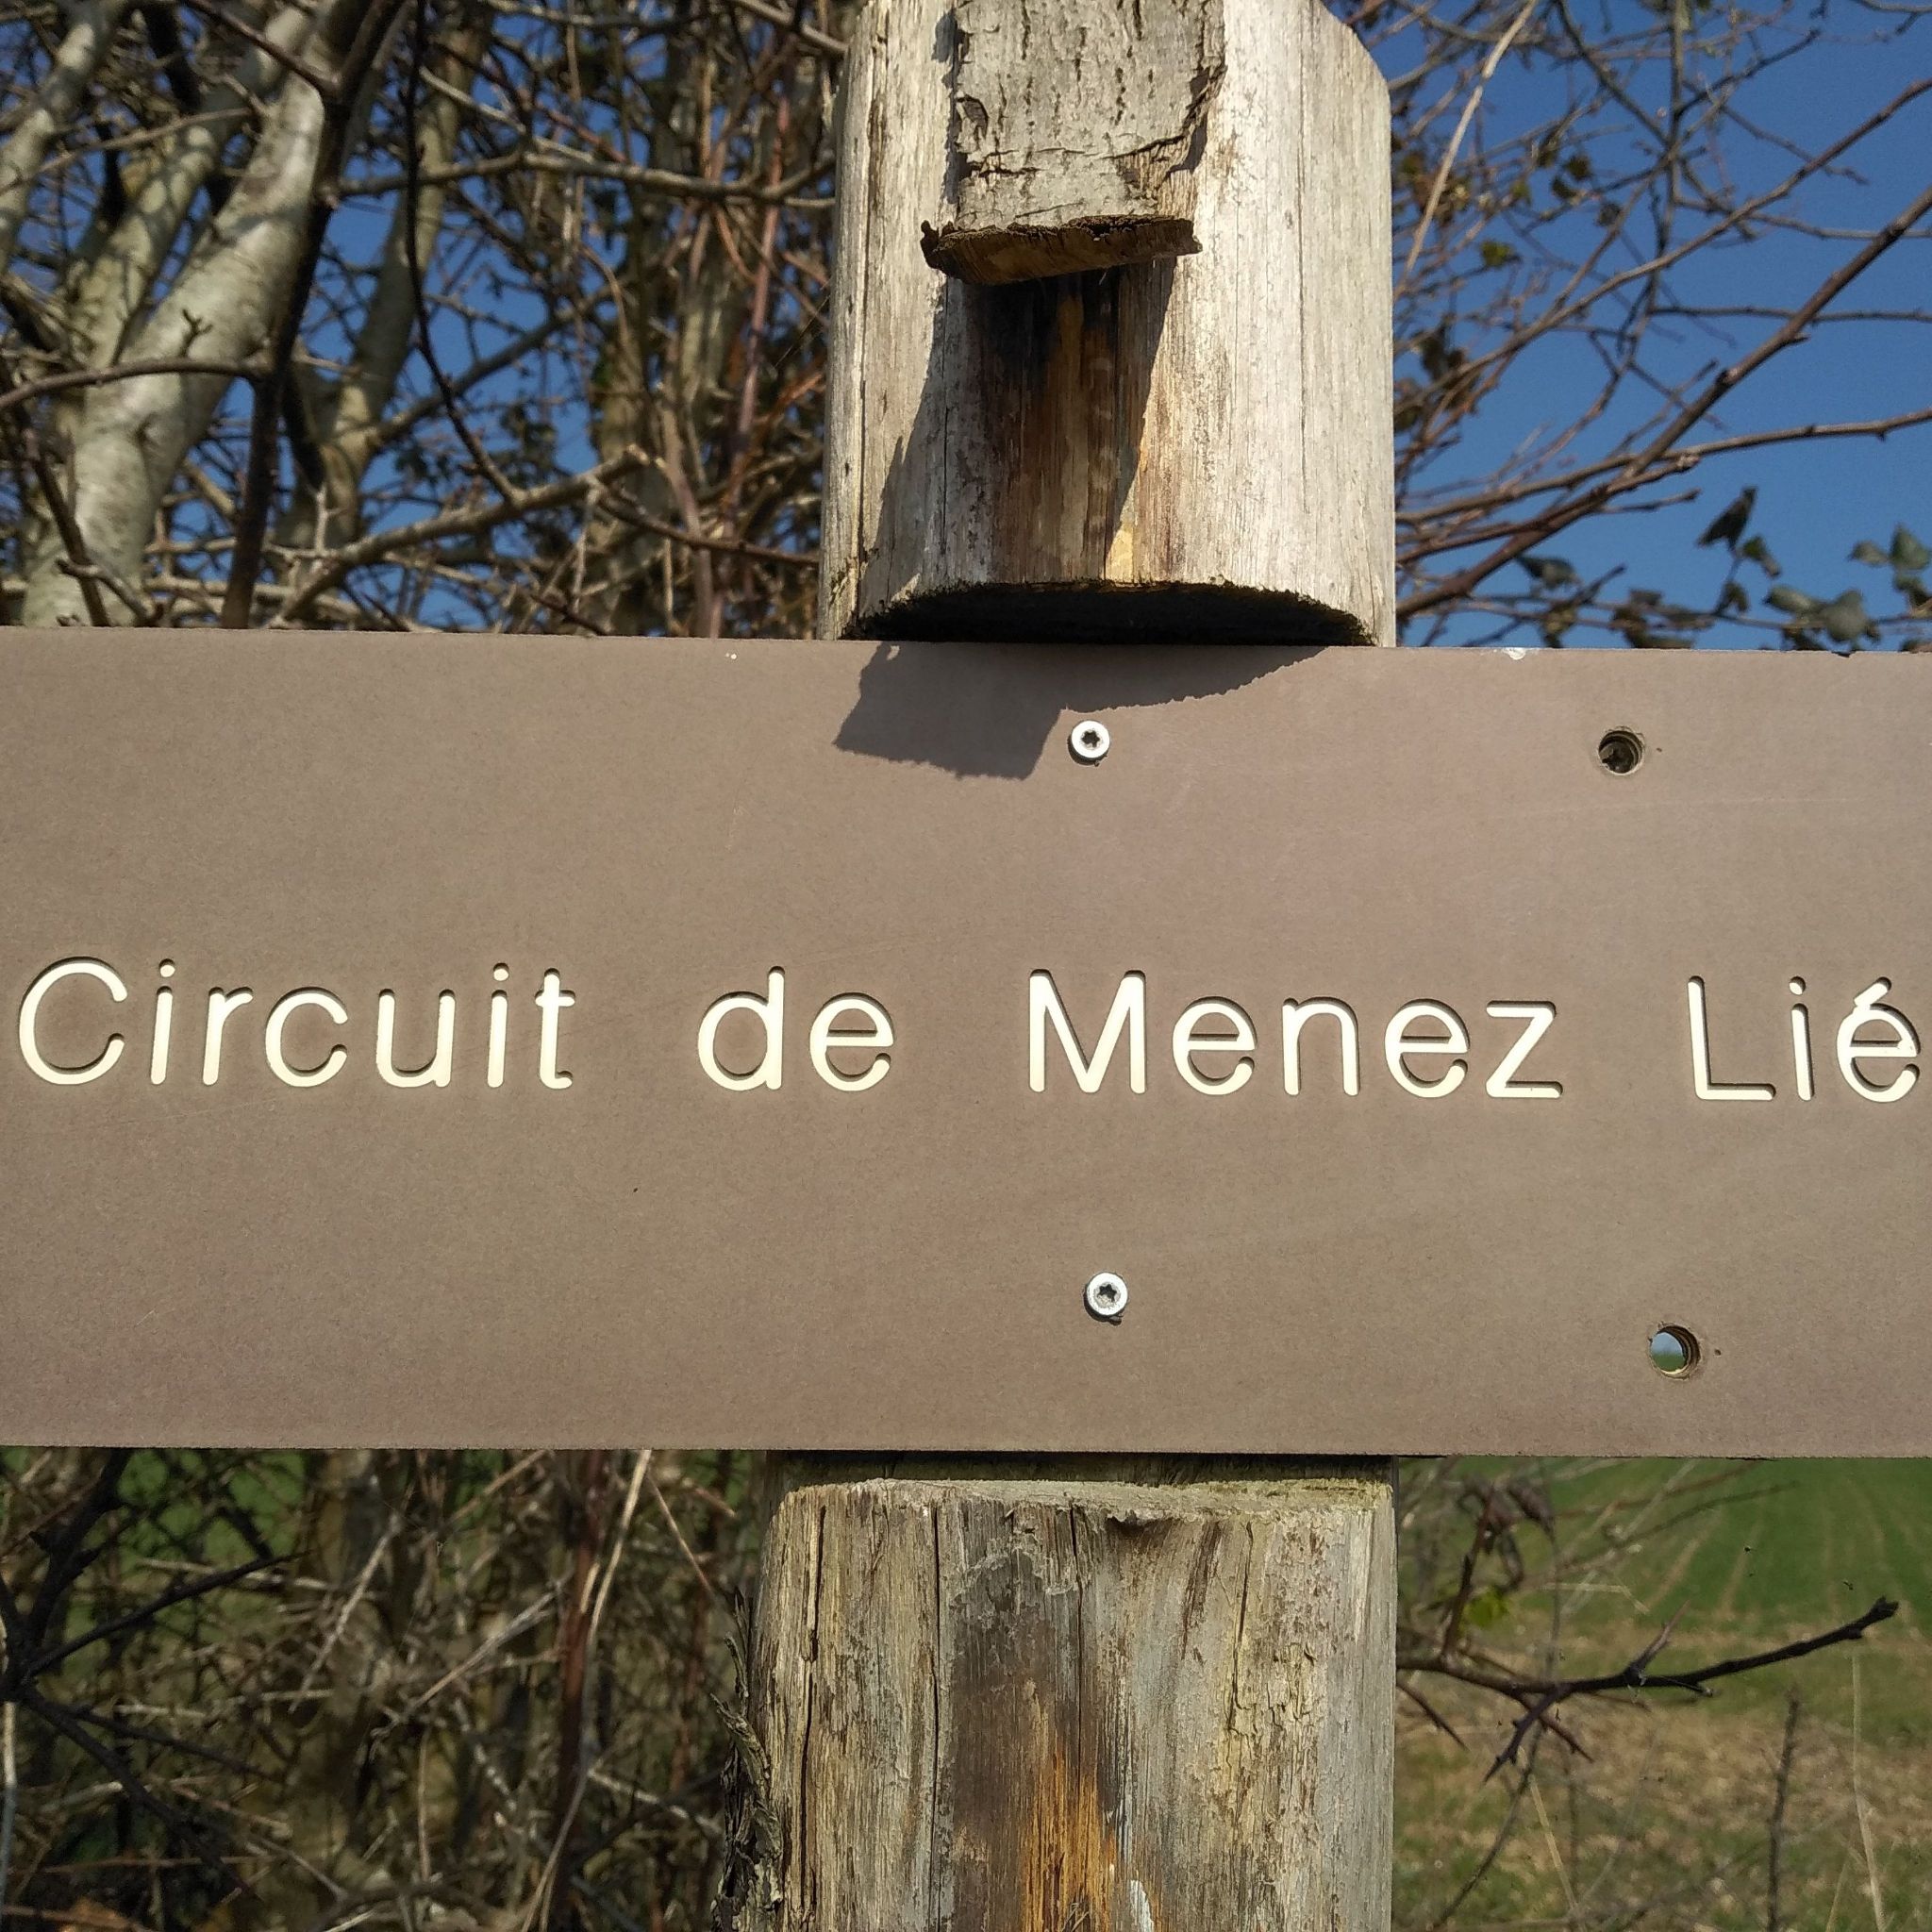 Circuit de Menez Lié